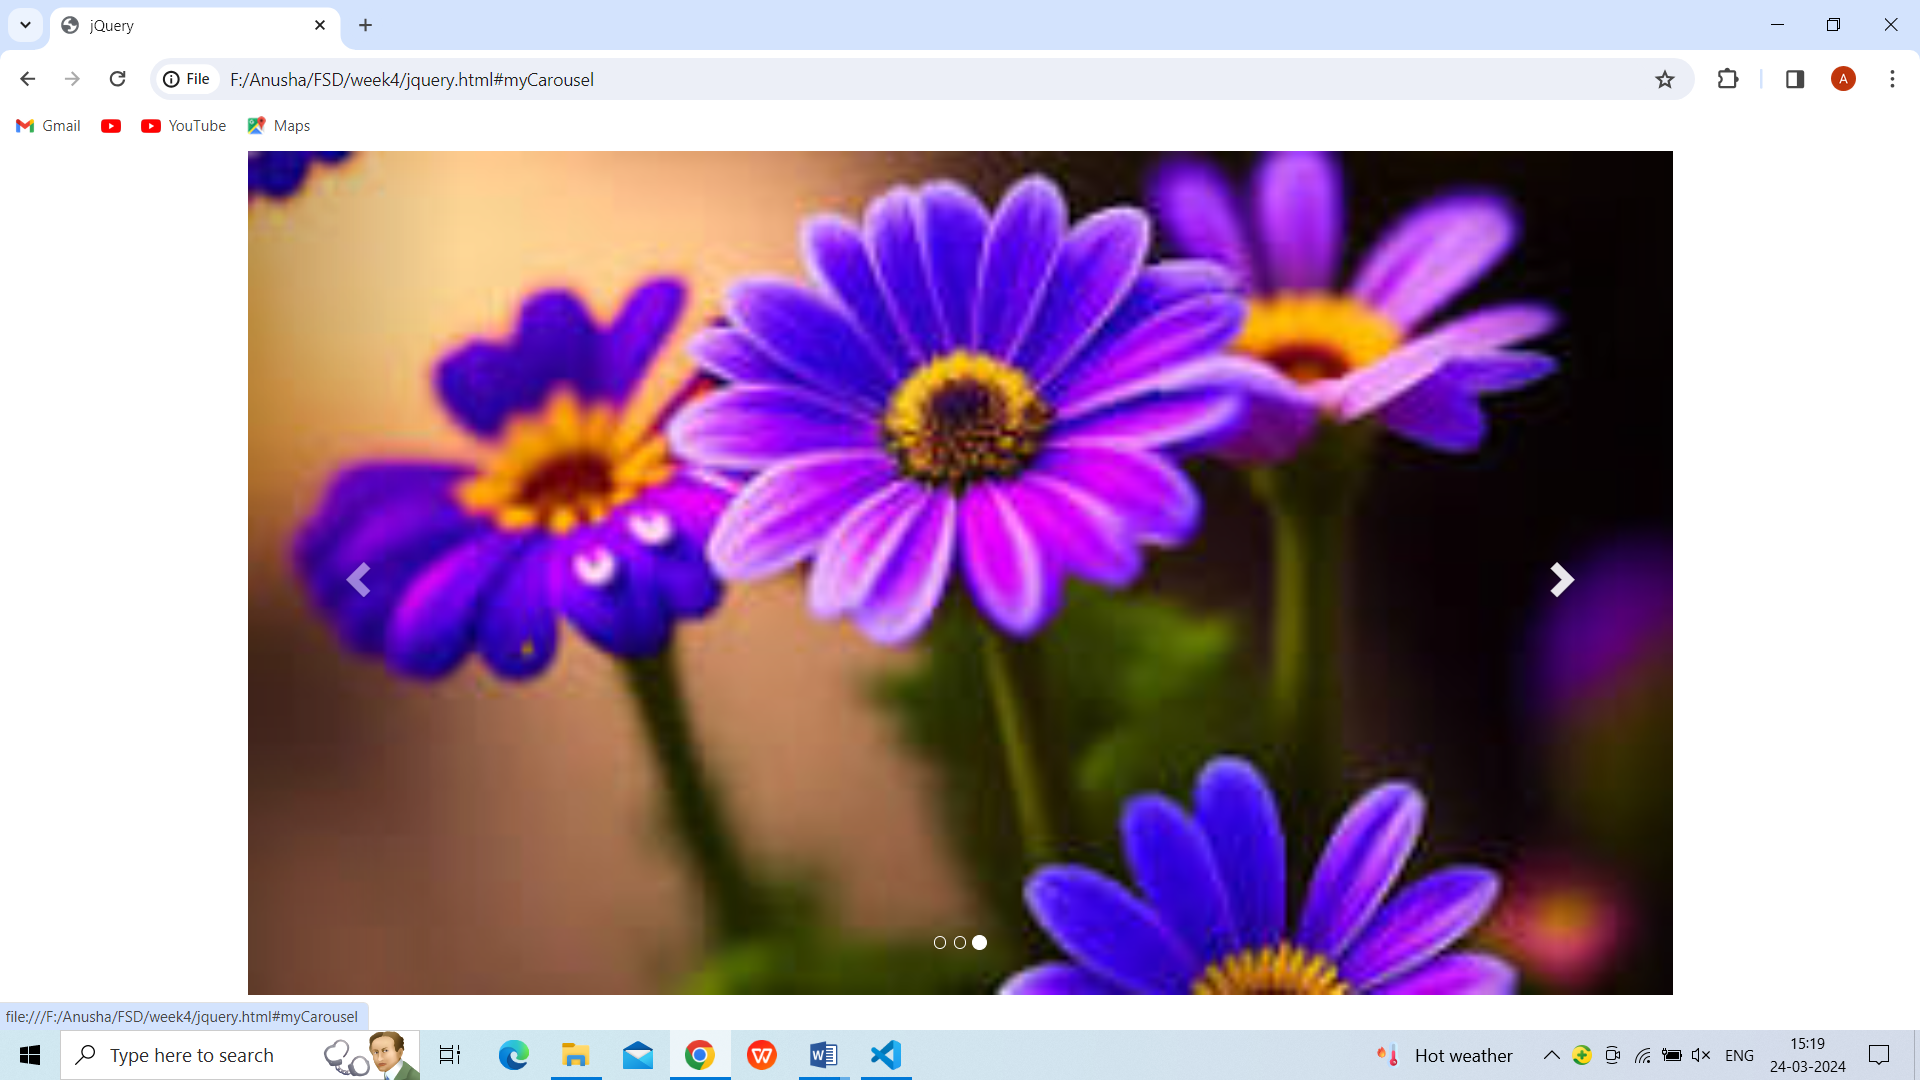 jQuery
File F:/Anusha/FSD/week4/jquery.html#myCarousel A
Gmail YouTube Maps
file:///F:/Anusha/FSD/week4/jquery.html#myCarousel
Type here to search Hot weather ENG 15:19
24-03-2024